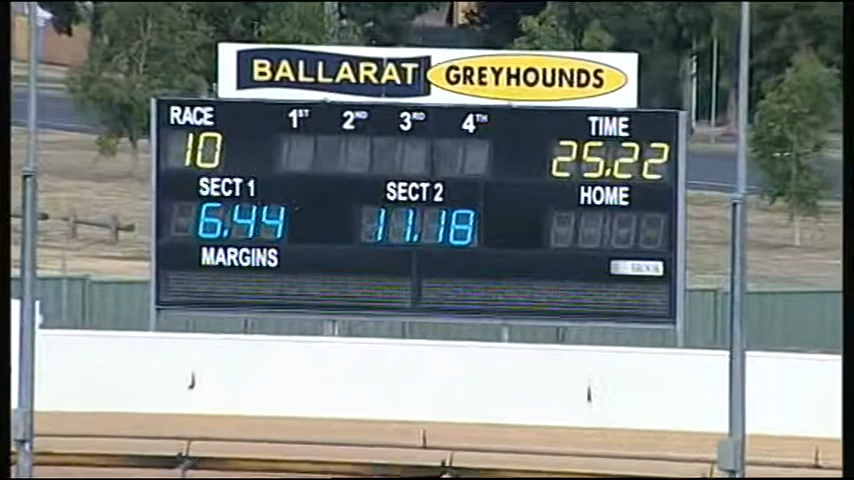 BALLARAT GREYHOUNDS
RACE 1ST 2ND 3RD 4TH TIME
10 25.22
SECT 1 SECT 2 HOME
6.44 11.18
MARGINS